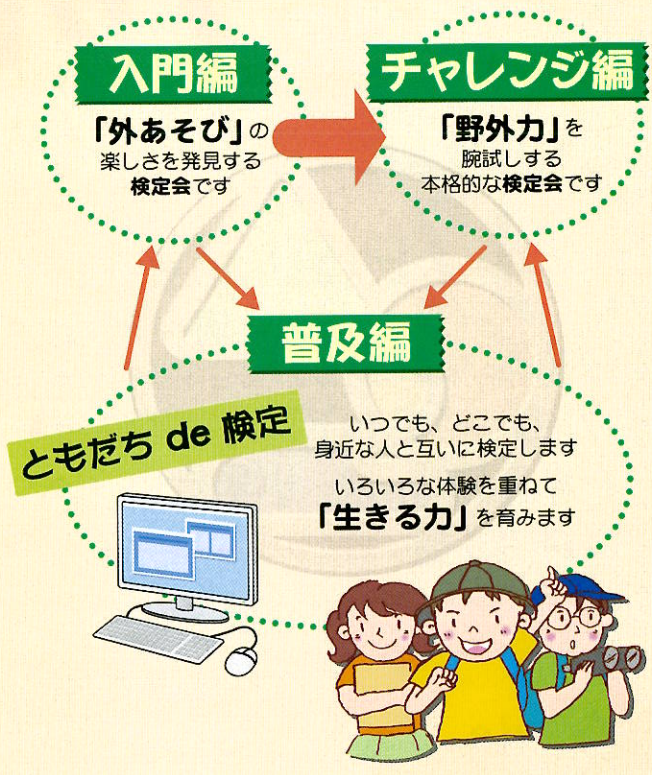 入門編
「外あそび」の
楽しさを発見する
検定会です
チャレンジ編
「野外力」を
腕試しする
本格的な検定会です
普及編
ともだち de 検定
いつでも、どこでも、
身近な人と互いに検定します
いろいろな体験を重ねて
「生きる力」を育みます